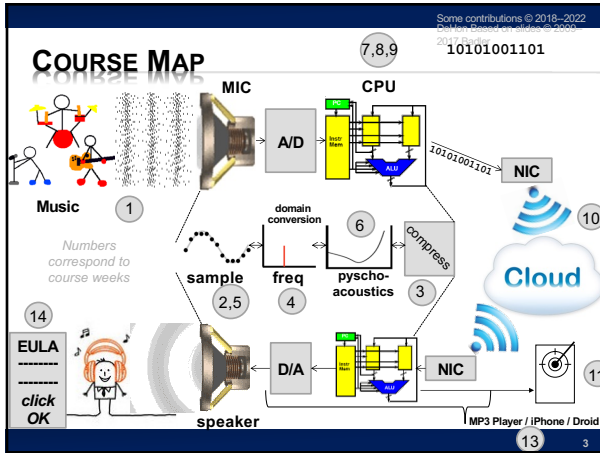 Some contributions © 2018--2022
DeHon Based on slides © 2009--
2017 Badler
COURSE MAP
7,8,9
10101001101
MIC
CPU
A/D
PC
Instr
Mem
ALU
10101001101
NIC
Music
1
10
Numbers
correspond to
course weeks
domain
conversion
6
compress
Cloud
sample
freq
pyscho-
acoustics
2,5
4
3
14
EULA
--------
--------
click
OK
D/A
PC
Instr
Mem
ALU
NIC
11
speaker
MP3 Player / iPhone / Droid
13
3